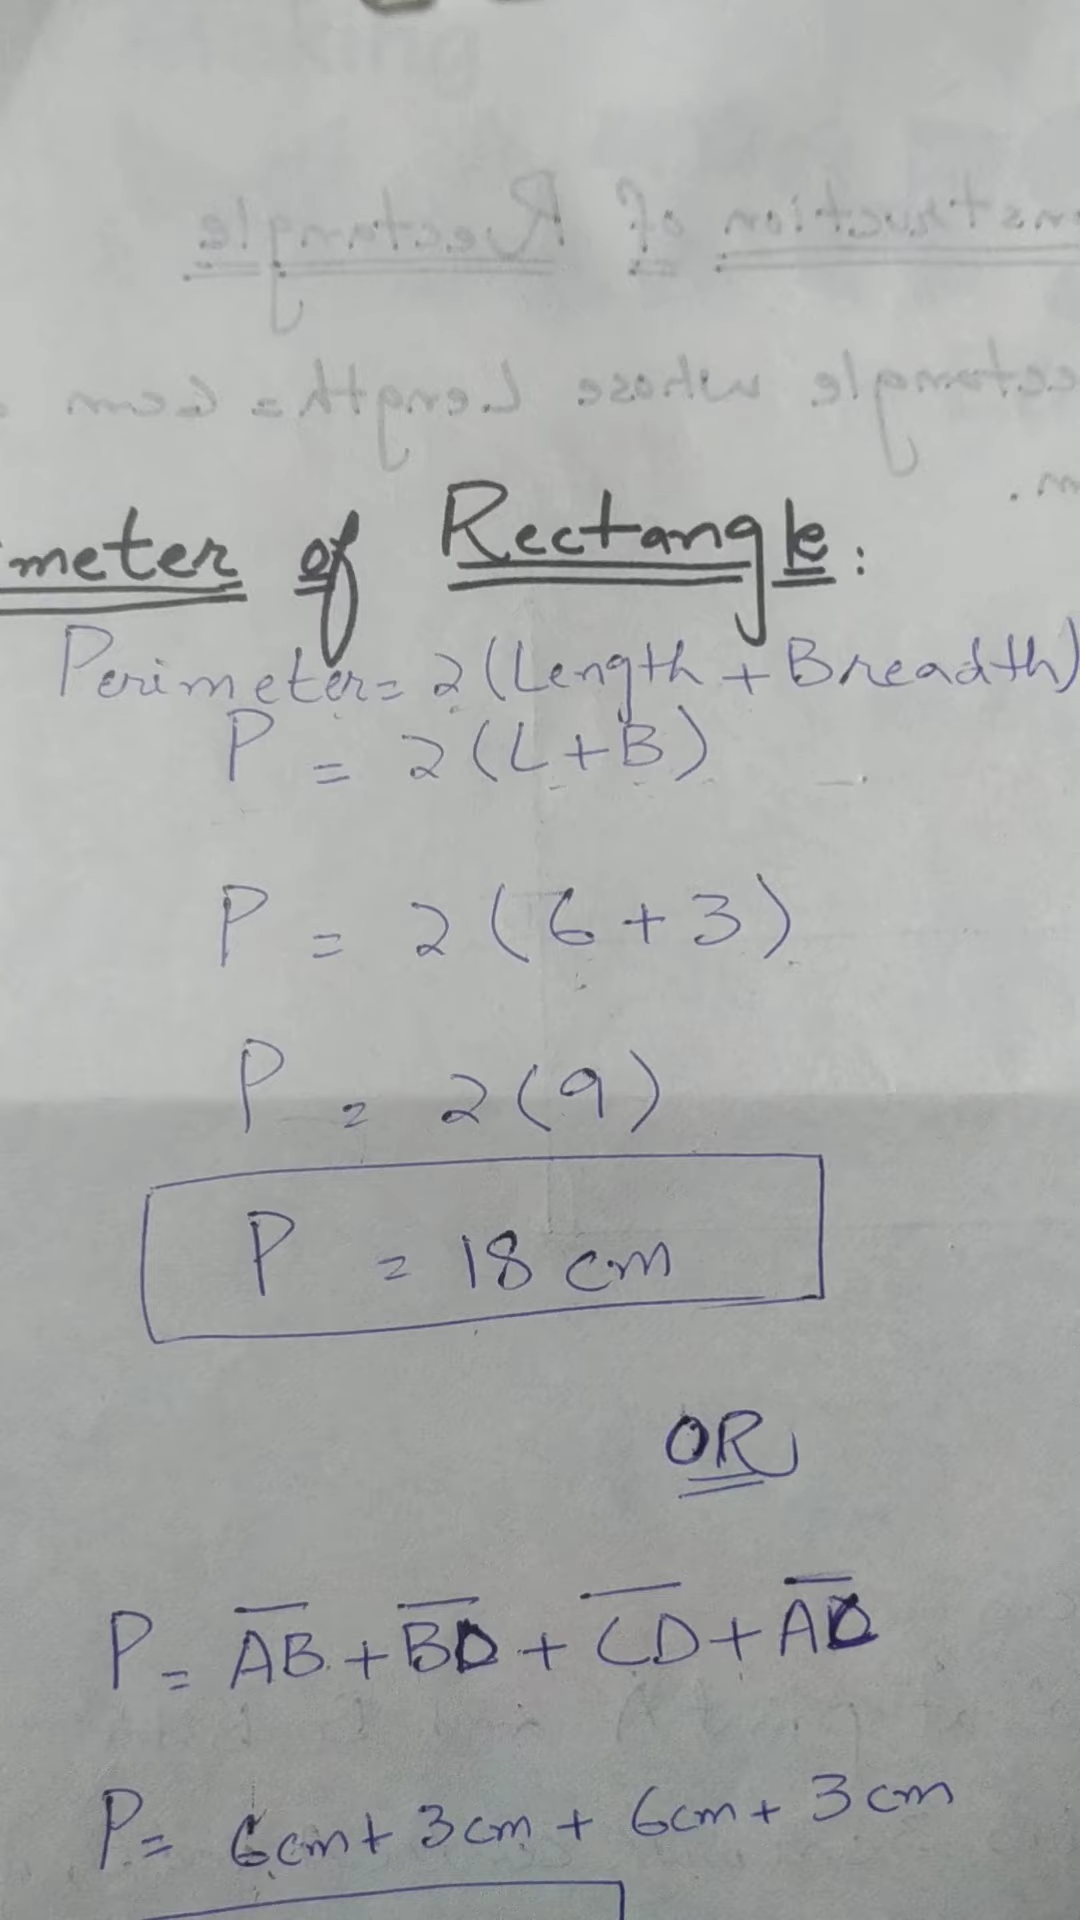 meter of Rectangle:
Perimeter = 2(Length + Breadth)
P = 2(L+B)
P = 2(6+3)
P = 2(9)
P = 18 cm
OR
P = AB + BD + CD + AC
P = 6cm + 3cm + 6cm + 3cm